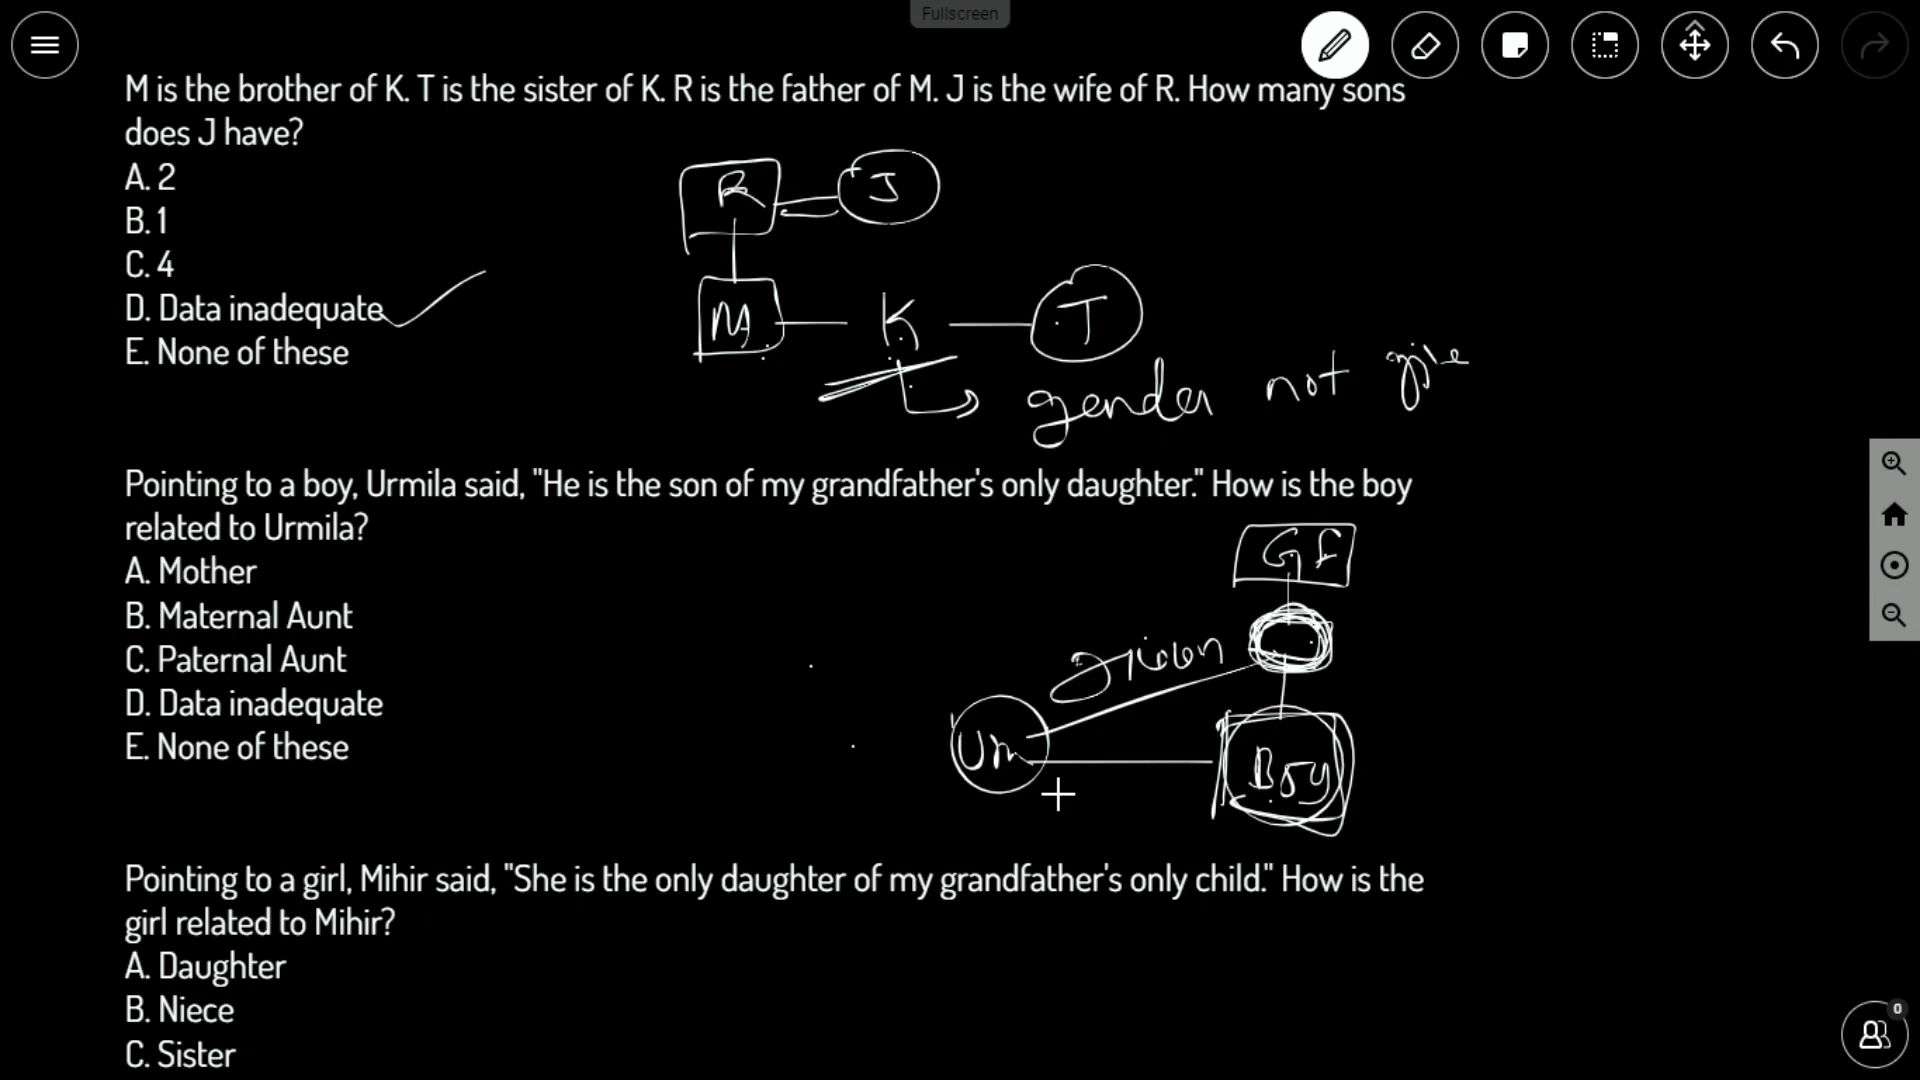 Fullscreen
M is the brother of K. T is the sister of K. R is the father of M. J is the wife of R. How many sons
does J have?
A. 2
B. 1
C. 4
D. Data inadequate
E. None of these
R J
M K T
gender not give
Pointing to a boy, Urmila said, "He is the son of my grandfather's only daughter." How is the boy
related to Urmila?
A. Mother
B. Maternal Aunt
C. Paternal Aunt
D. Data inadequate
E. None of these
Gf
Um
Boy
Pointing to a girl, Mihir said, "She is the only daughter of my grandfather's only child." How is the
girl related to Mihir?
A. Daughter
B. Niece
C. Sister
0